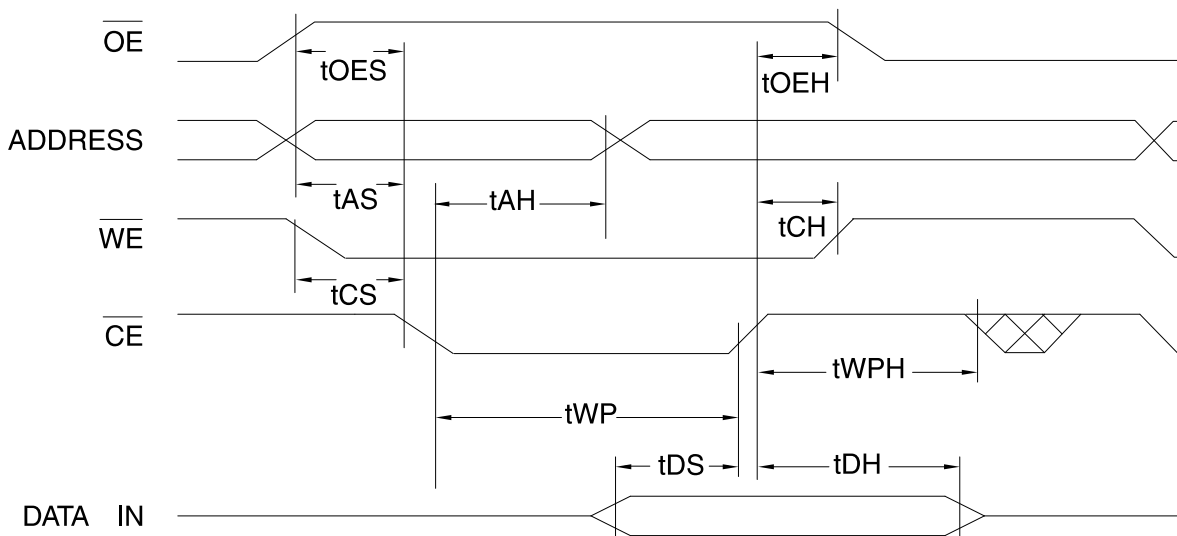 OE
tOES
tOEH
ADDRESS
tAS
tAH
tCH
WE
tCS
CE
tWPH
tWP
tDS
tDH
DATA IN